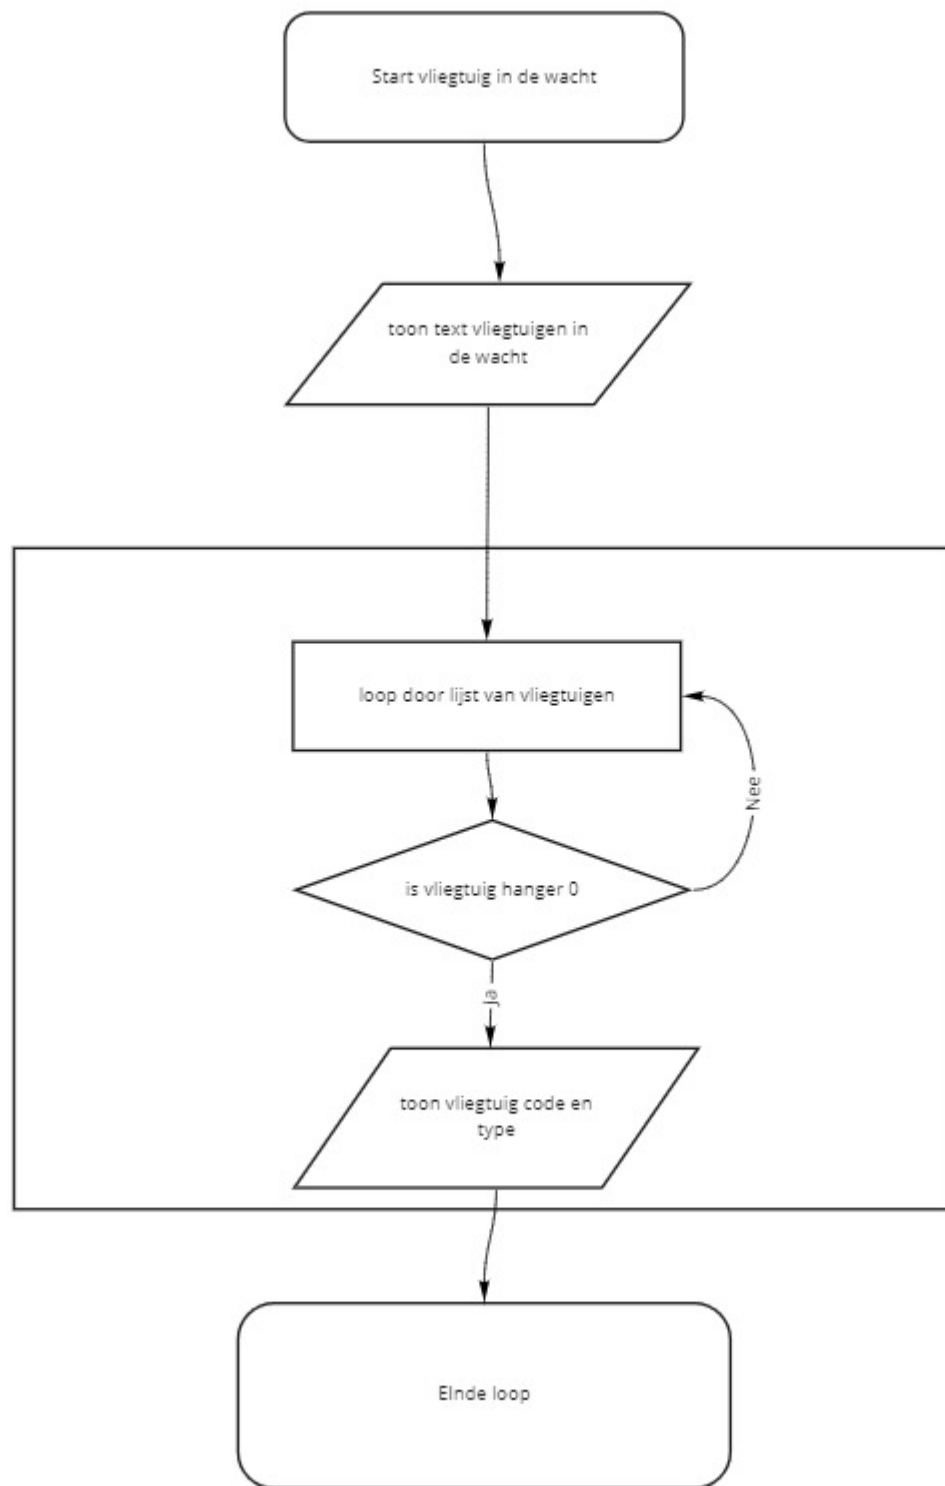 Start vliegtuig in de wacht
toon text vliegtuigen in
de wacht
loop door lijst van vliegtuigen
Nee
is vliegtuig hanger 0
ja
toon vliegtuig code en
type
EInde loop